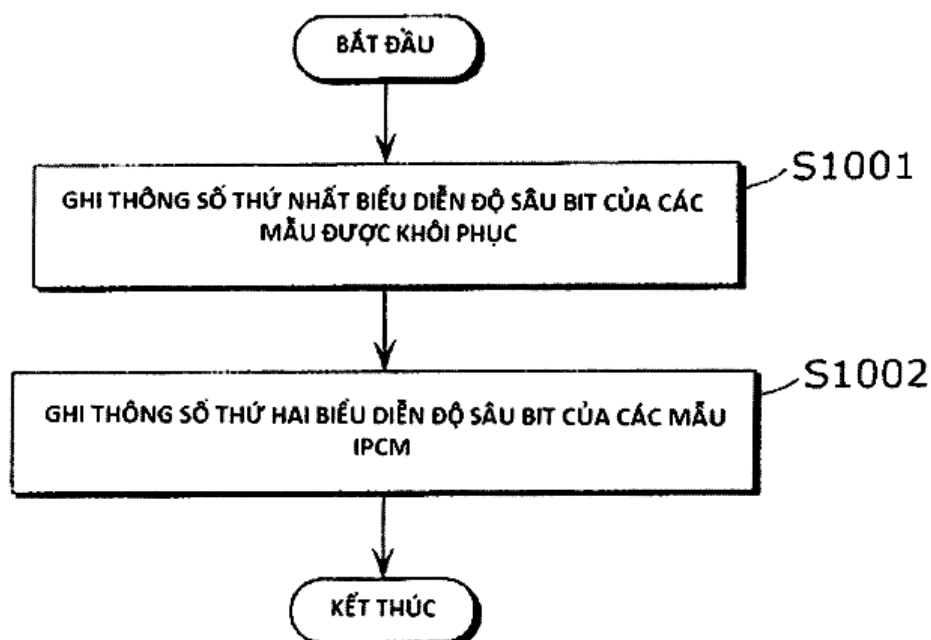 BẮT ĐẦU
S1001
GHI THÔNG SỐ THỨ NHẤT BIỂU DIỄN ĐỘ SÂU BIT CỦA CÁC
MẪU ĐƯỢC KHÔI PHỤC
S1002
GHI THÔNG SỐ THỨ HAI BIỂU DIỄN ĐỘ SÂU BIT CỦA CÁC MẪU
IPCM
KẾT THÚC